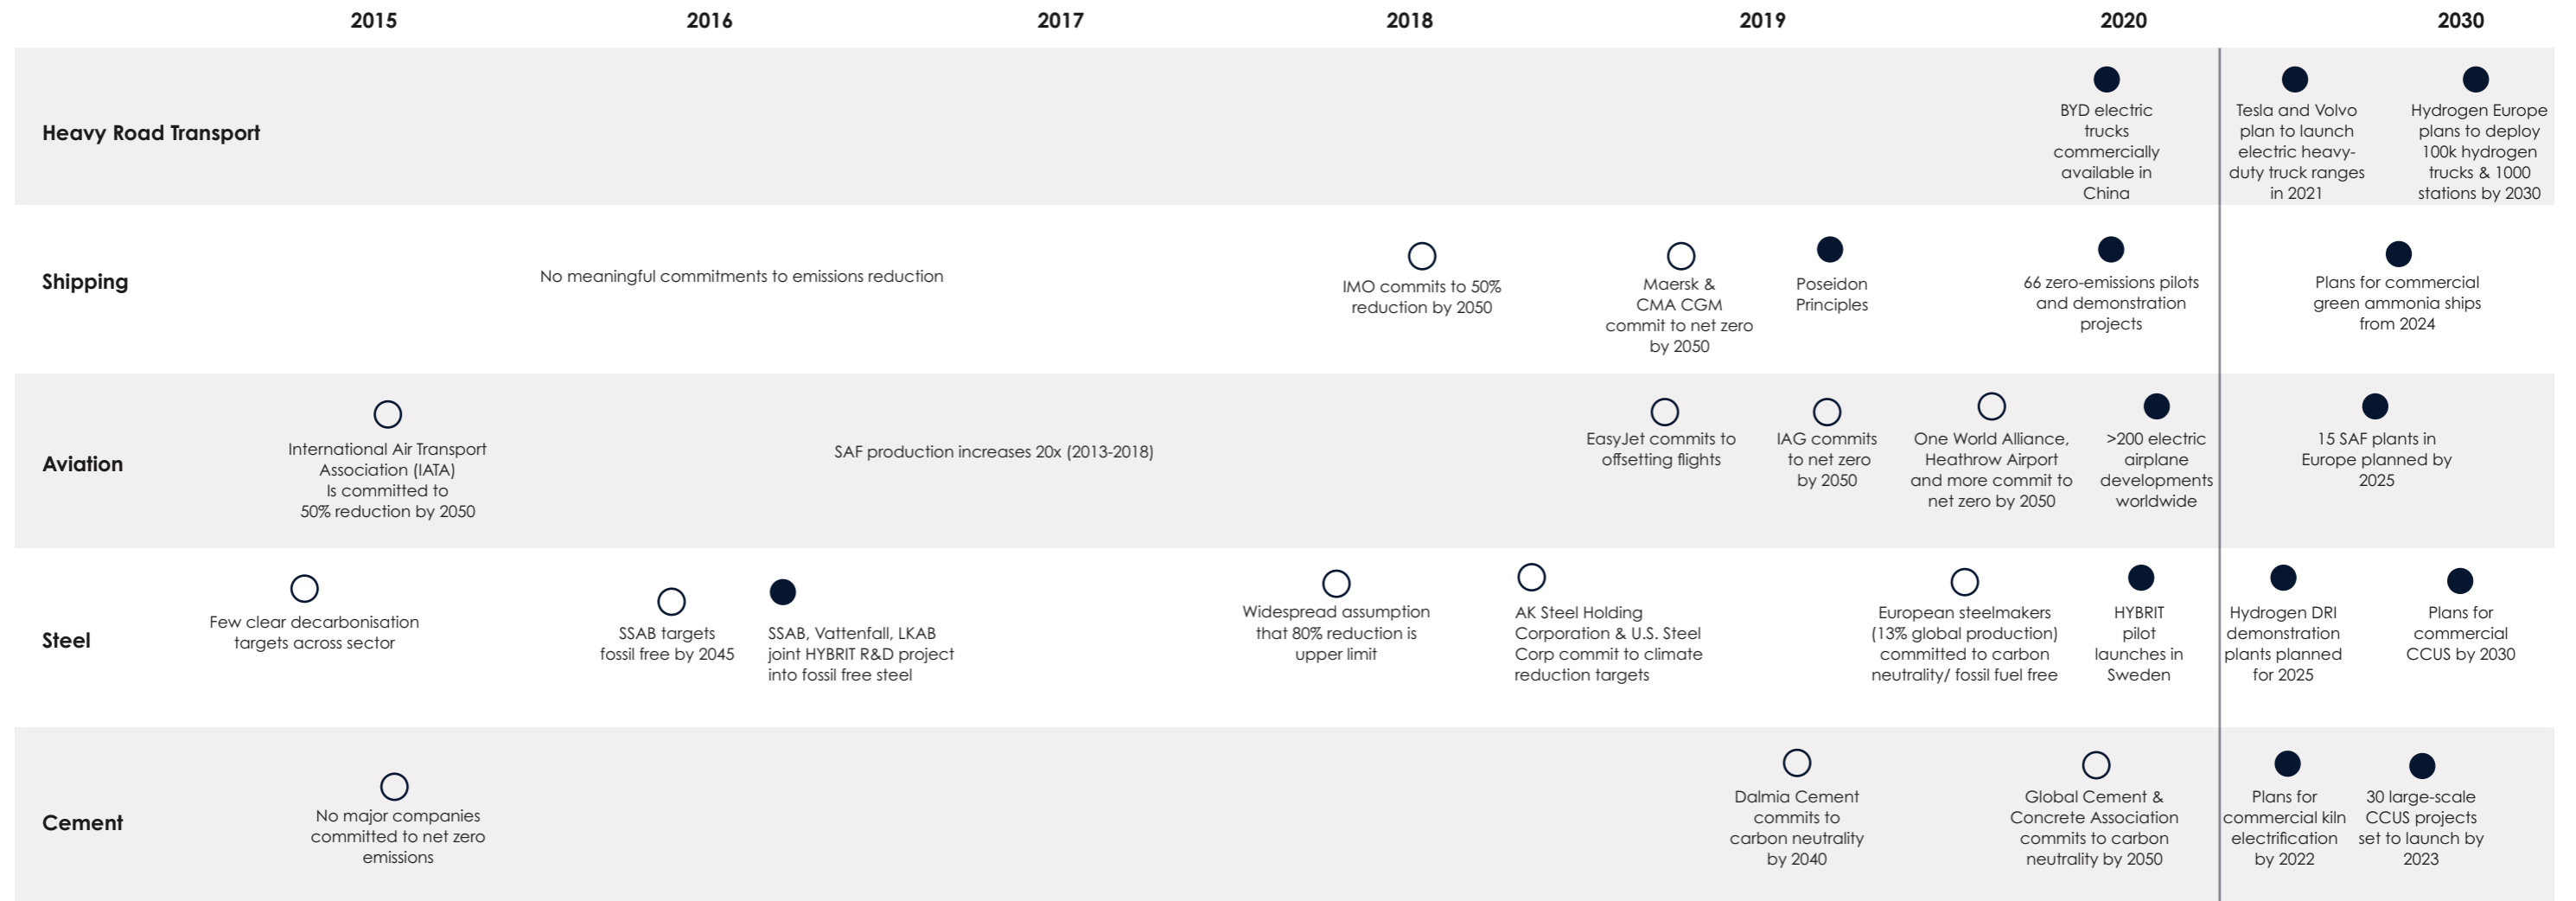 2015 2016 2017 2018 2019 2020 2030
Heavy Road Transport
BYD electric
trucks
commercially
available in
China
Tesla and Volvo
plan to launch
electric heavy-
duty truck ranges
in 2021
Hydrogen Europe
plans to deploy
100k hydrogen
trucks & 1000
stations by 2030
Shipping
No meaningful commitments to emissions reduction
IMO commits to 50%
reduction by 2050
Maersk &
CMA CGM
commit to net zero
by 2050
Poseidon
Principles
66 zero-emissions pilots
and demonstration
projects
Plans for commercial
green ammonia ships
from 2024
Aviation
International Air Transport
Association (IATA)
Is committed to
50% reduction by 2050
SAF production increases 20x (2013-2018)
EasyJet commits to
offsetting flights
IAG commits
to net zero
by 2050
One World Alliance,
Heathrow Airport
and more commit to
net zero by 2050
>200 electric
airplane
developments
worldwide
15 SAF plants in
Europe planned by
2025
Steel
Few clear decarbonisation
targets across sector
SSAB targets
fossil free by 2045
SSAB, Vattenfall, LKAB
joint HYBRIT R&D project
into fossil free steel
Widespread assumption
that 80% reduction is
upper limit
AK Steel Holding
Corporation & U.S. Steel
Corp commit to climate
reduction targets
European steelmakers
(13% global production)
committed to carbon
neutrality/ fossil fuel free
HYBRIT
pilot
launches in
Sweden
Hydrogen DRI
demonstration
plants planned
for 2025
Plans for
commercial
CCUS by 2030
Cement
No major companies
committed to net zero
emissions
Dalmia Cement
commits to
carbon neutrality
by 2040
Global Cement &
Concrete Association
commits to carbon
neutrality by 2050
Plans for
commercial kiln
electrification
by 2022
30 large-scale
CCUS projects
set to launch by
2023